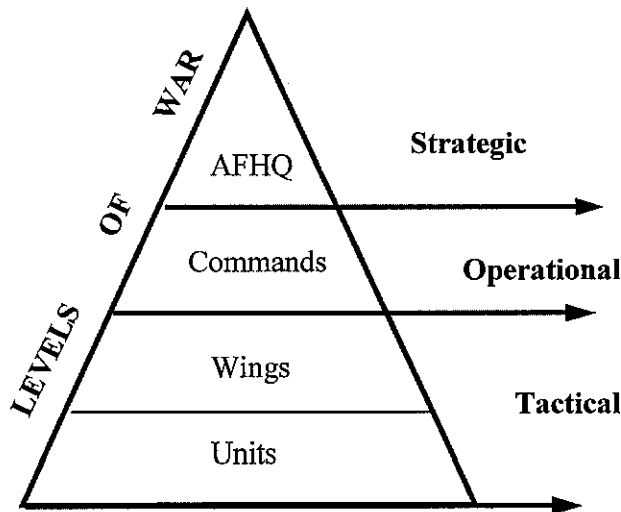 LEVELS OF WAR
AFHQ
Strategic
Commands
Operational
Wings
Tactical
Units